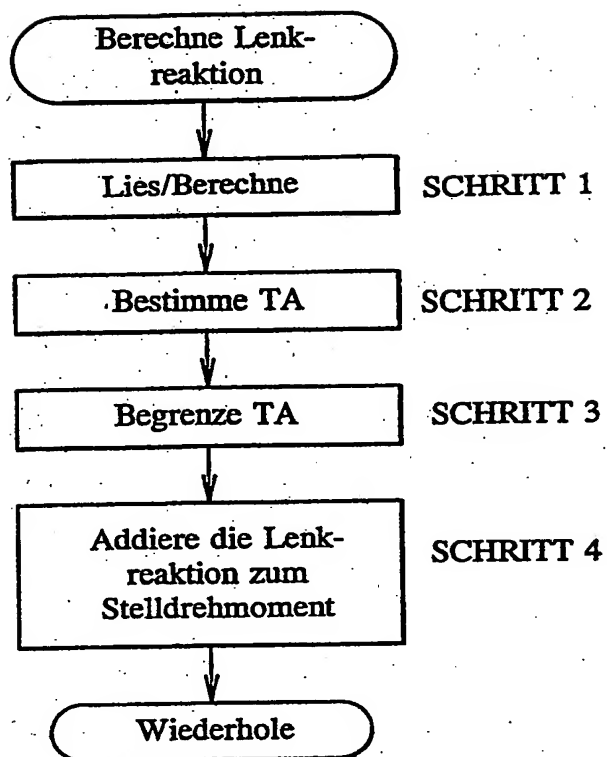 Berechne Lenk-
reaktion
Lies/Berechne
SCHRITT 1
Bestimme TA
SCHRITT 2
Begrenze TA
SCHRITT 3
Addiere die Lenk-
reaktion zum
Stelldrehmoment
SCHRITT 4
Wiederhole